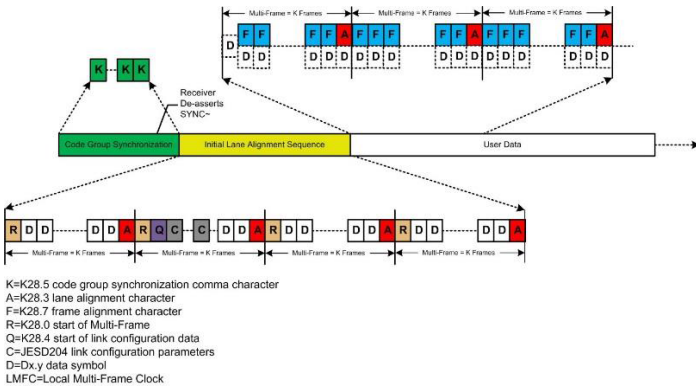 Multi-Frame = K Frames Multi-Frame = K Frames Multi-Frame = K Frames
F F F F A F F F F F A F F F F F A
D D D D D D D D D D D D D D D D D D
K K K
Receiver
De-asserts
SYNC~
Code Group Synchronization Initial Lane Alignment Sequence User Data
R D D D D A R Q C C D D A R D D D D A R D D D D A
Multi-Frame = K Frames Multi-Frame = K Frames Multi-Frame = K Frames Multi-Frame = K Frames
K=K28.5 code group synchronization comma character
A=K28.3 lane alignment character
F=K28.7 frame alignment character
R=K28.0 start of Multi-Frame
Q=K28.4 start of link configuration data
C=JESD204 link configuration parameters
D=Dx.y data symbol
LMFC=Local Multi-Frame Clock